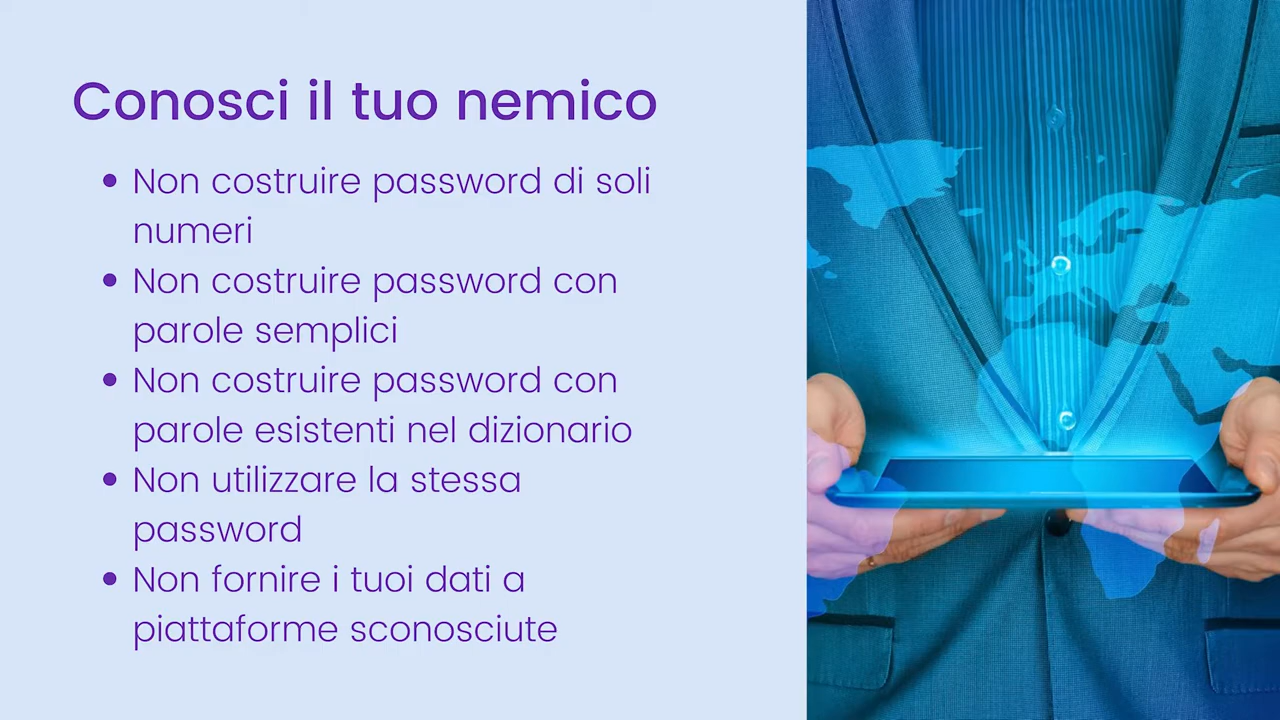 Conosci il tuo nemico
• Non costruire password di soli
numeri
• Non costruire password con
parole semplici
• Non costruire password con
parole esistenti nel dizionario
• Non utilizzare la stessa
password
• Non fornire i tuoi dati a
piattaforme sconosciute